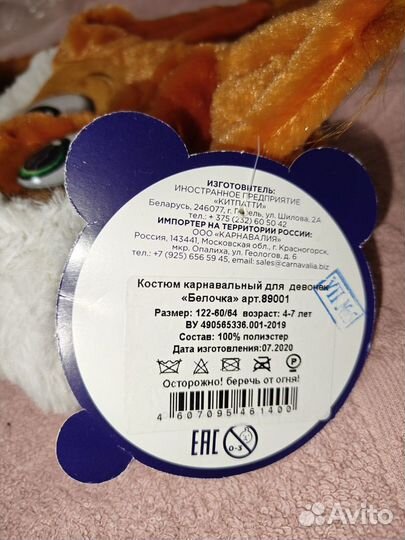 ИЗГОТОВИТЕЛЬ:
ИНОСТРАННОЕ ПРЕДПРИЯТИЕ
«КИТПАТТИ»
Беларусь, 246077, г. Гомель, ул. Шилова, 2А
тел.: + 375 (232) 60 50 42
ИМПОРТЕР НА ТЕРРИТОРИИ РОССИИ:
ООО «КАРНАВАЛИЯ»
Россия, 143441, Московская обл., г. Красногорск,
мкр. Опалиха, ул. Геологов, д. 6
тел.: +7 (925) 656 59 45, email: sales@carnavalia.biz
Костюм карнавальный для девочек
«Белочка» арт.89001
Размер: 122-60/64 возраст: 4-7 лет
BY 490565336.001-2019
Состав: 100% полиэстер
Дата изготовления:07.2020
Осторожно! беречь от огня!
4 607095 461400
EAC 0-3
Avito